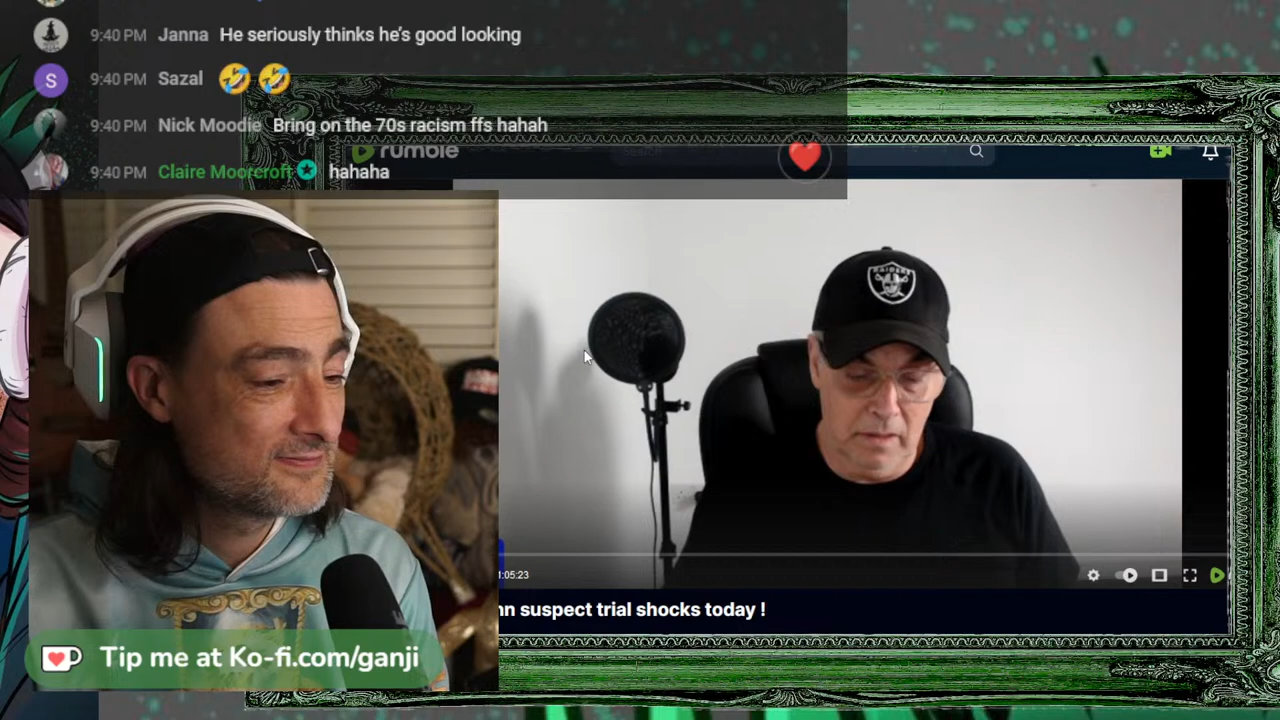 9:40 PM Janna He seriously thinks he's good looking
S 9:40 PM Sazal 🤣 🤣
9:40 PM Nick Moodie Bring on the 70s racism ffs hahah
rumble
9:40 PM Claire Moorcroft hahaha
RAIDERS
1:05:23
nn suspect trial shocks today !
Tip me at Ko-fi.com/ganji